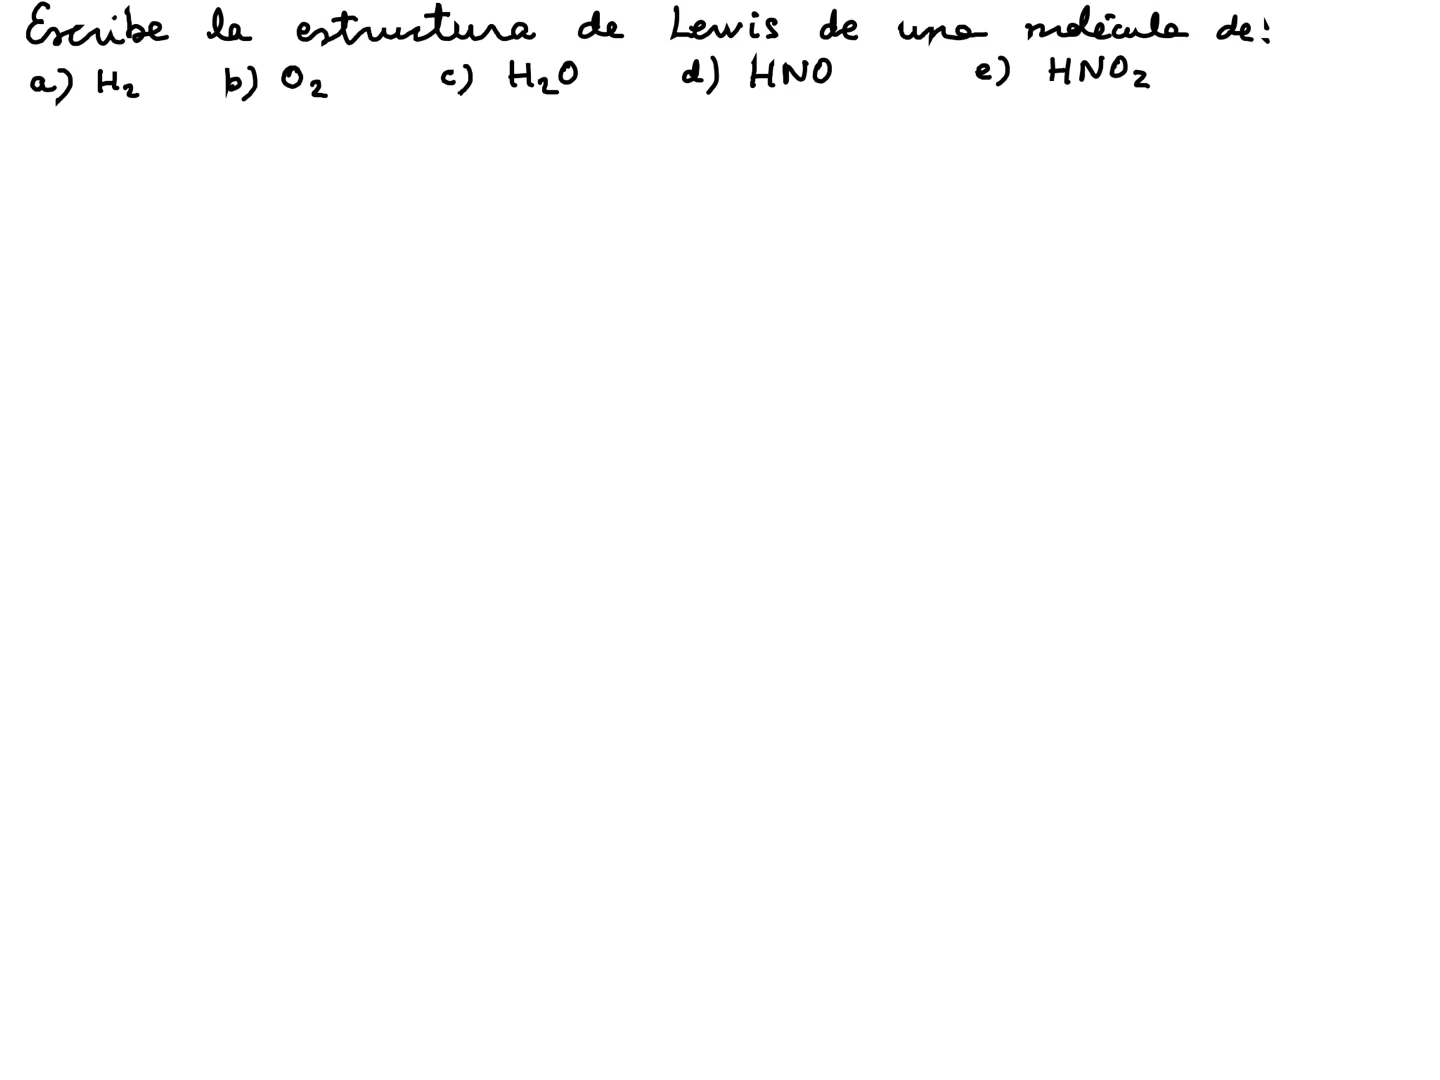 Escribe la estructura de Lewis de una molécula de:
a) H₂ b) O₂ c) H₂O d) HNO e) HNO₂